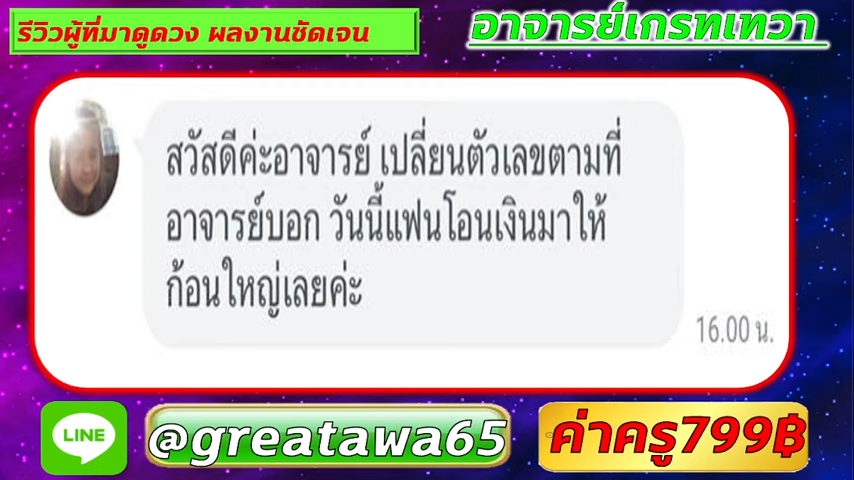 รีวิวผู้ที่มาดูดวง ผลงานชัดเจน
อาจารย์เกรทเทวา
สวัสดีค่ะอาจารย์ เปลี่ยนตัวเลขตามที่
อาจารย์บอก วันนี้แฟนโอนเงินมาให้
ก้อนใหญ่เลยค่ะ
16.00 น.
LINE
@greatawa65
ค่าครู799฿